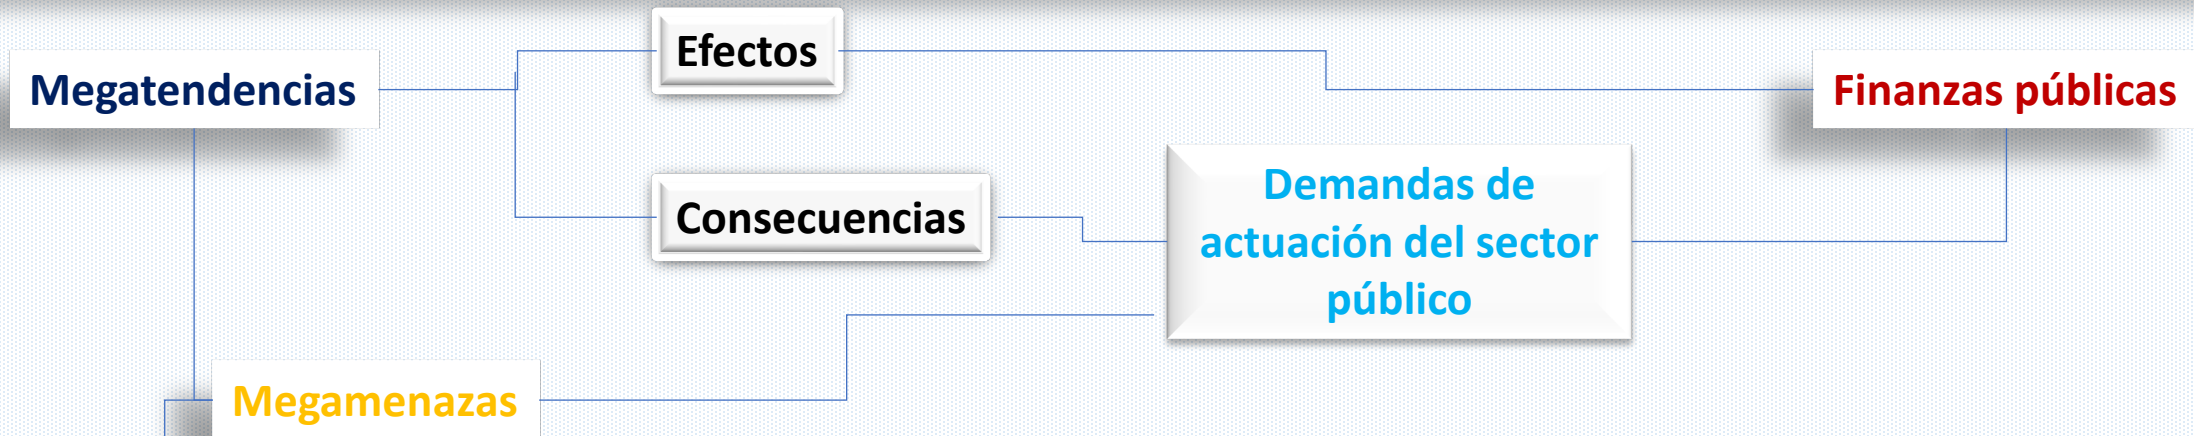 Efectos
Megatendencias
Finanzas públicas
Consecuencias
Demandas de
actuación del sector
público
Megamenazas